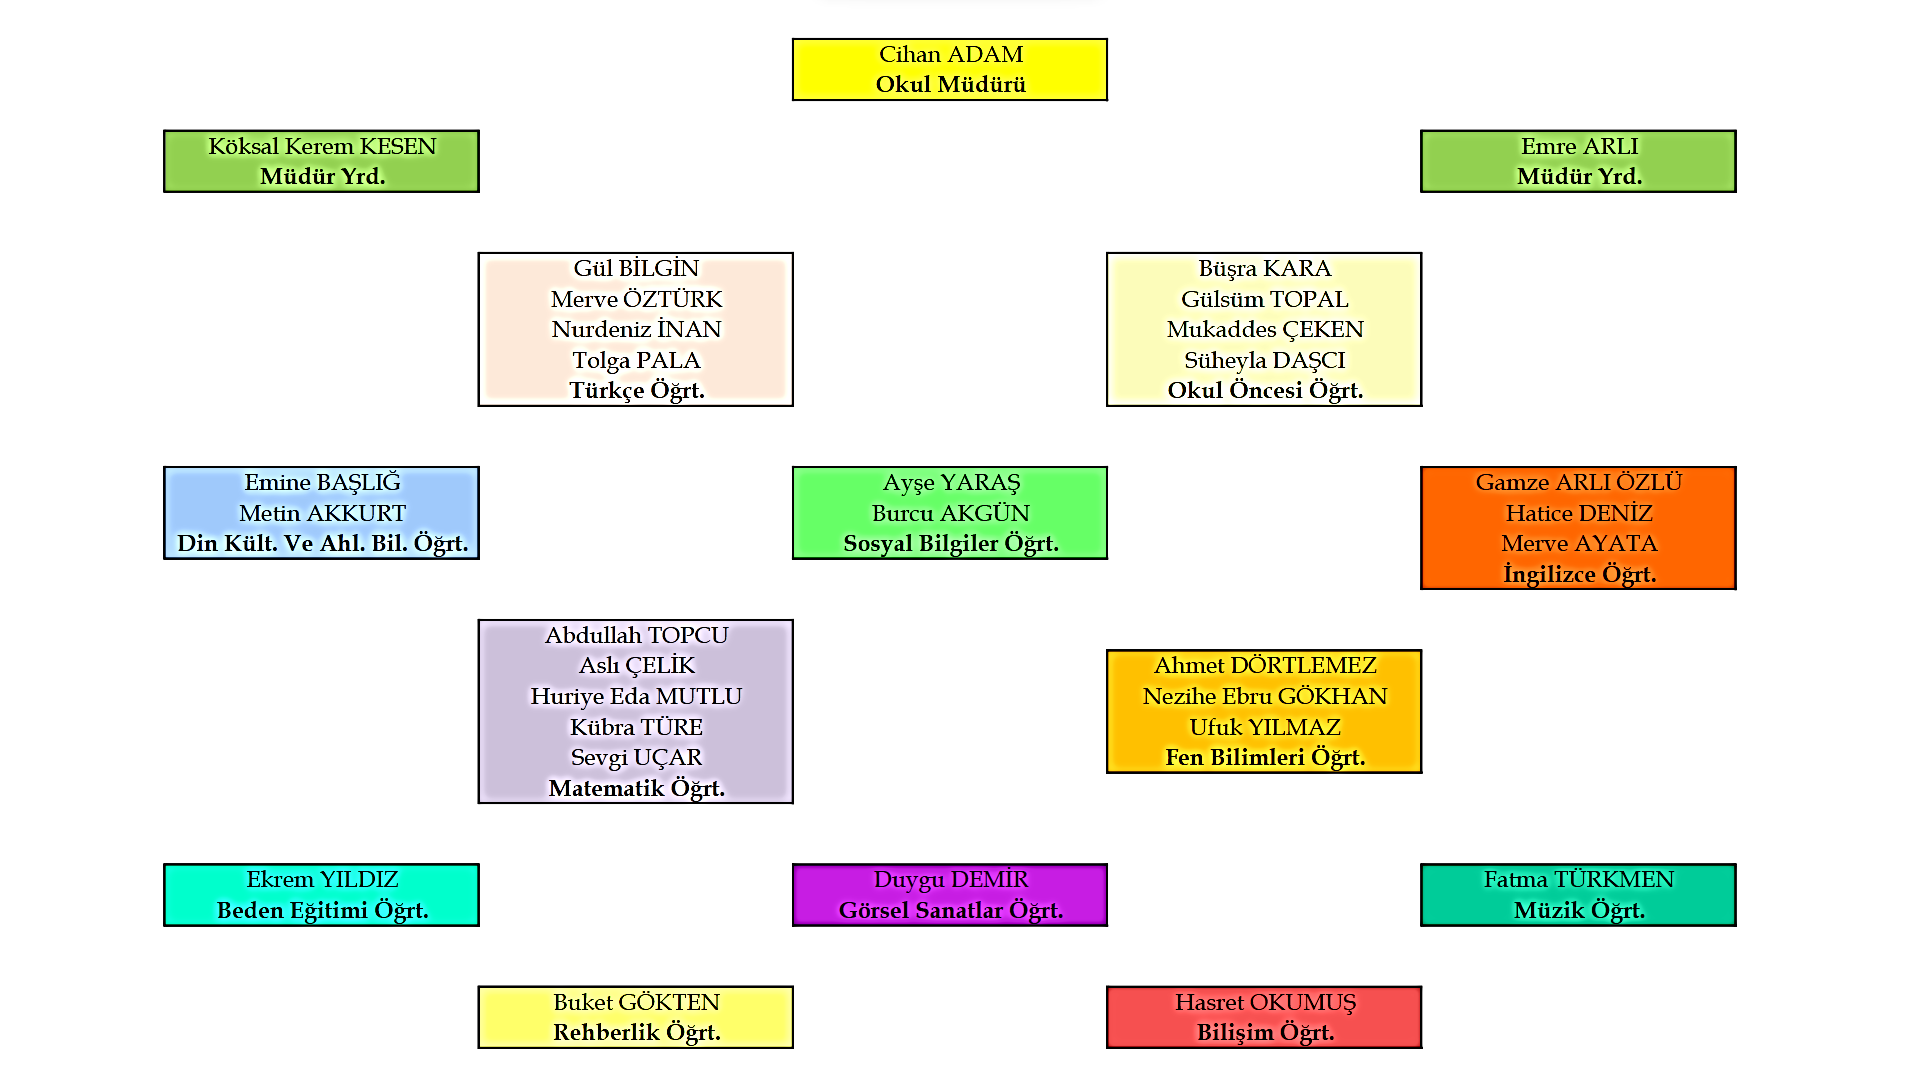 Cihan ADAM
Okul Müdürü
Köksal Kerem KESEN
Müdür Yrd.
Emre ARLI
Müdür Yrd.
Gül BİLGİN
Merve ÖZTÜRK
Nurdeniz İNAN
Tolga PALA
Türkçe Öğrt.
Büşra KARA
Gülsüm TOPAL
Mukaddes ÇEKEN
Süheyla DAŞCI
Okul Öncesi Öğrt.
Emine BAŞLIĞ
Metin AKKURT
Din Kült. Ve Ahl. Bil. Öğrt.
Ayşe YARAŞ
Burcu AKGÜN
Sosyal Bilgiler Öğrt.
Gamze ARLI ÖZLÜ
Hatice DENİZ
Merve AYATA
İngilizce Öğrt.
Abdullah TOPCU
Aslı ÇELİK
Huriye Eda MUTLU
Kübra TÜRE
Sevgi UÇAR
Matematik Öğrt.
Ahmet DÖRTLEMEZ
Nezihe Ebru GÖKHAN
Ufuk YILMAZ
Fen Bilimleri Öğrt.
Ekrem YILDIZ
Beden Eğitimi Öğrt.
Duygu DEMİR
Görsel Sanatlar Öğrt.
Fatma TÜRKMEN
Müzik Öğrt.
Buket GÖKTEN
Rehberlik Öğrt.
Hasret OKUMUŞ
Bilişim Öğrt.